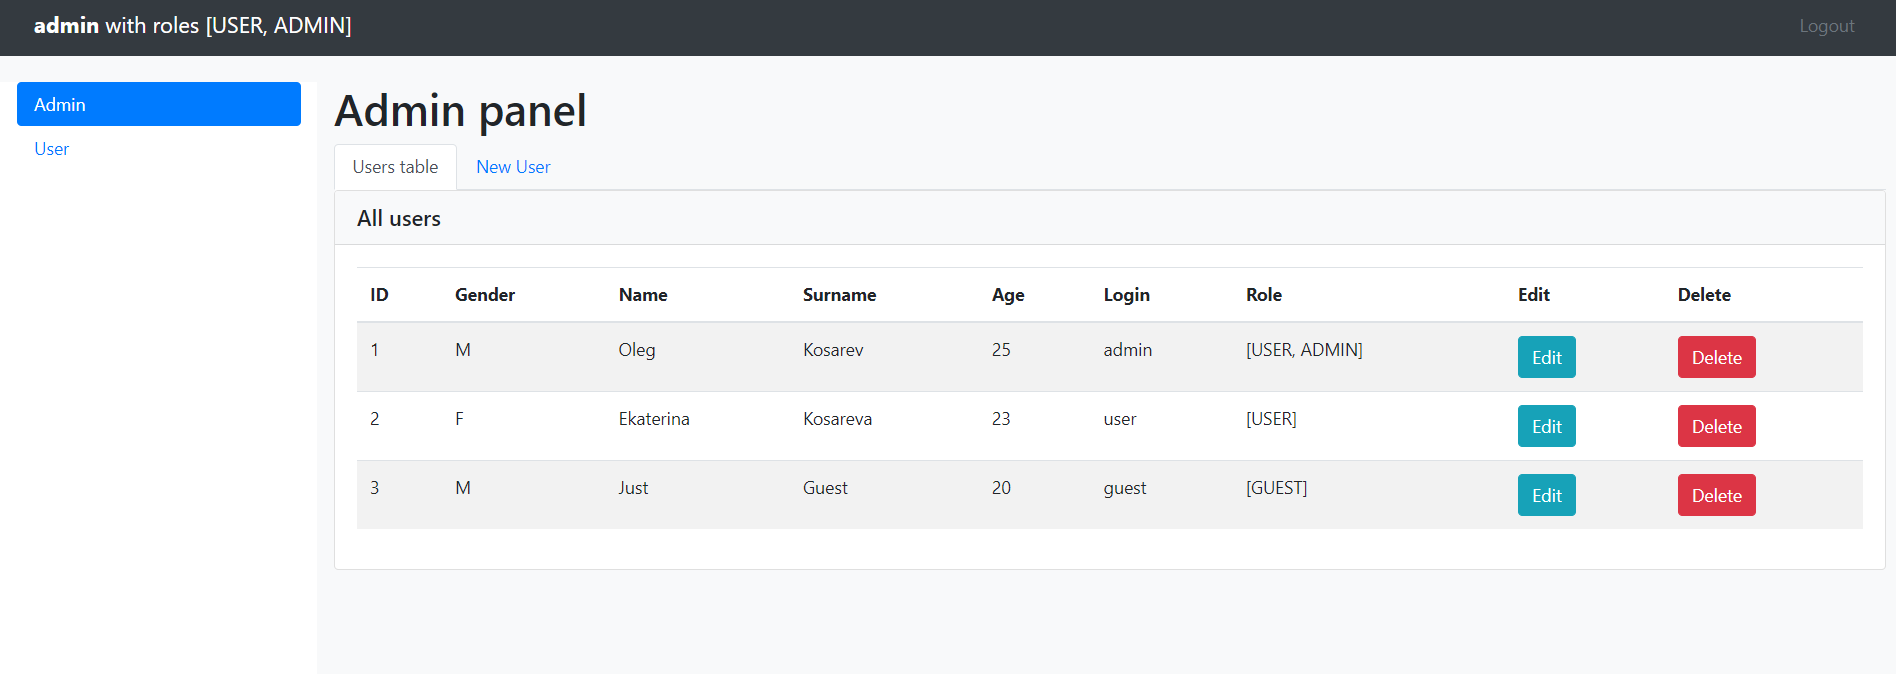 admin with roles [USER, ADMIN] Logout
Admin
User
Admin panel
Users table New User
All users
ID Gender Name Surname Age Login Role Edit Delete
1 M Oleg Kosarev 25 admin [USER, ADMIN] Edit Delete
2 F Ekaterina Kosareva 23 user [USER] Edit Delete
3 M Just Guest 20 guest [GUEST] Edit Delete